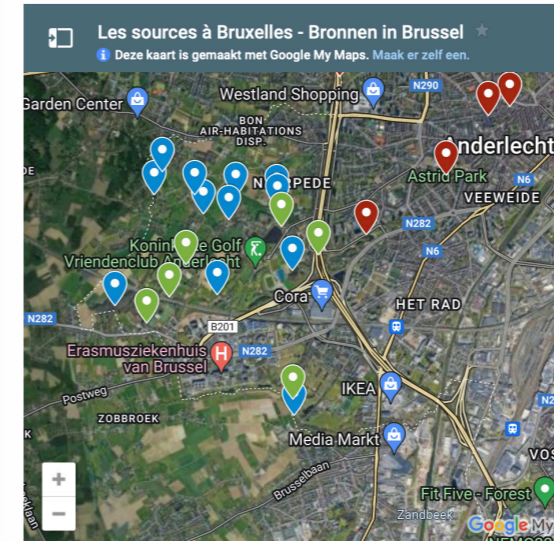 Les sources à Bruxelles - Bronnen in Brussel
Deze kaart is gemaakt met Google My Maps. Maak er zelf een.
Garden Center
Westland Shopping
N290
BON
AIR-HABITATIONS
DISP.
Anderlecht
Astrid Park
N6
VEEWEIDE
N282
N6
Koninklijke Golf
Vriendenclub Anderlecht
Cora
HET RAD
N282
B201
N282
Erasmusziekenhuis
van Brussel
Postweg
IKEA
ZOBBROEK
Media Markt
Brusselbaan
Fit Five - Forest
Zandbeek
Google My